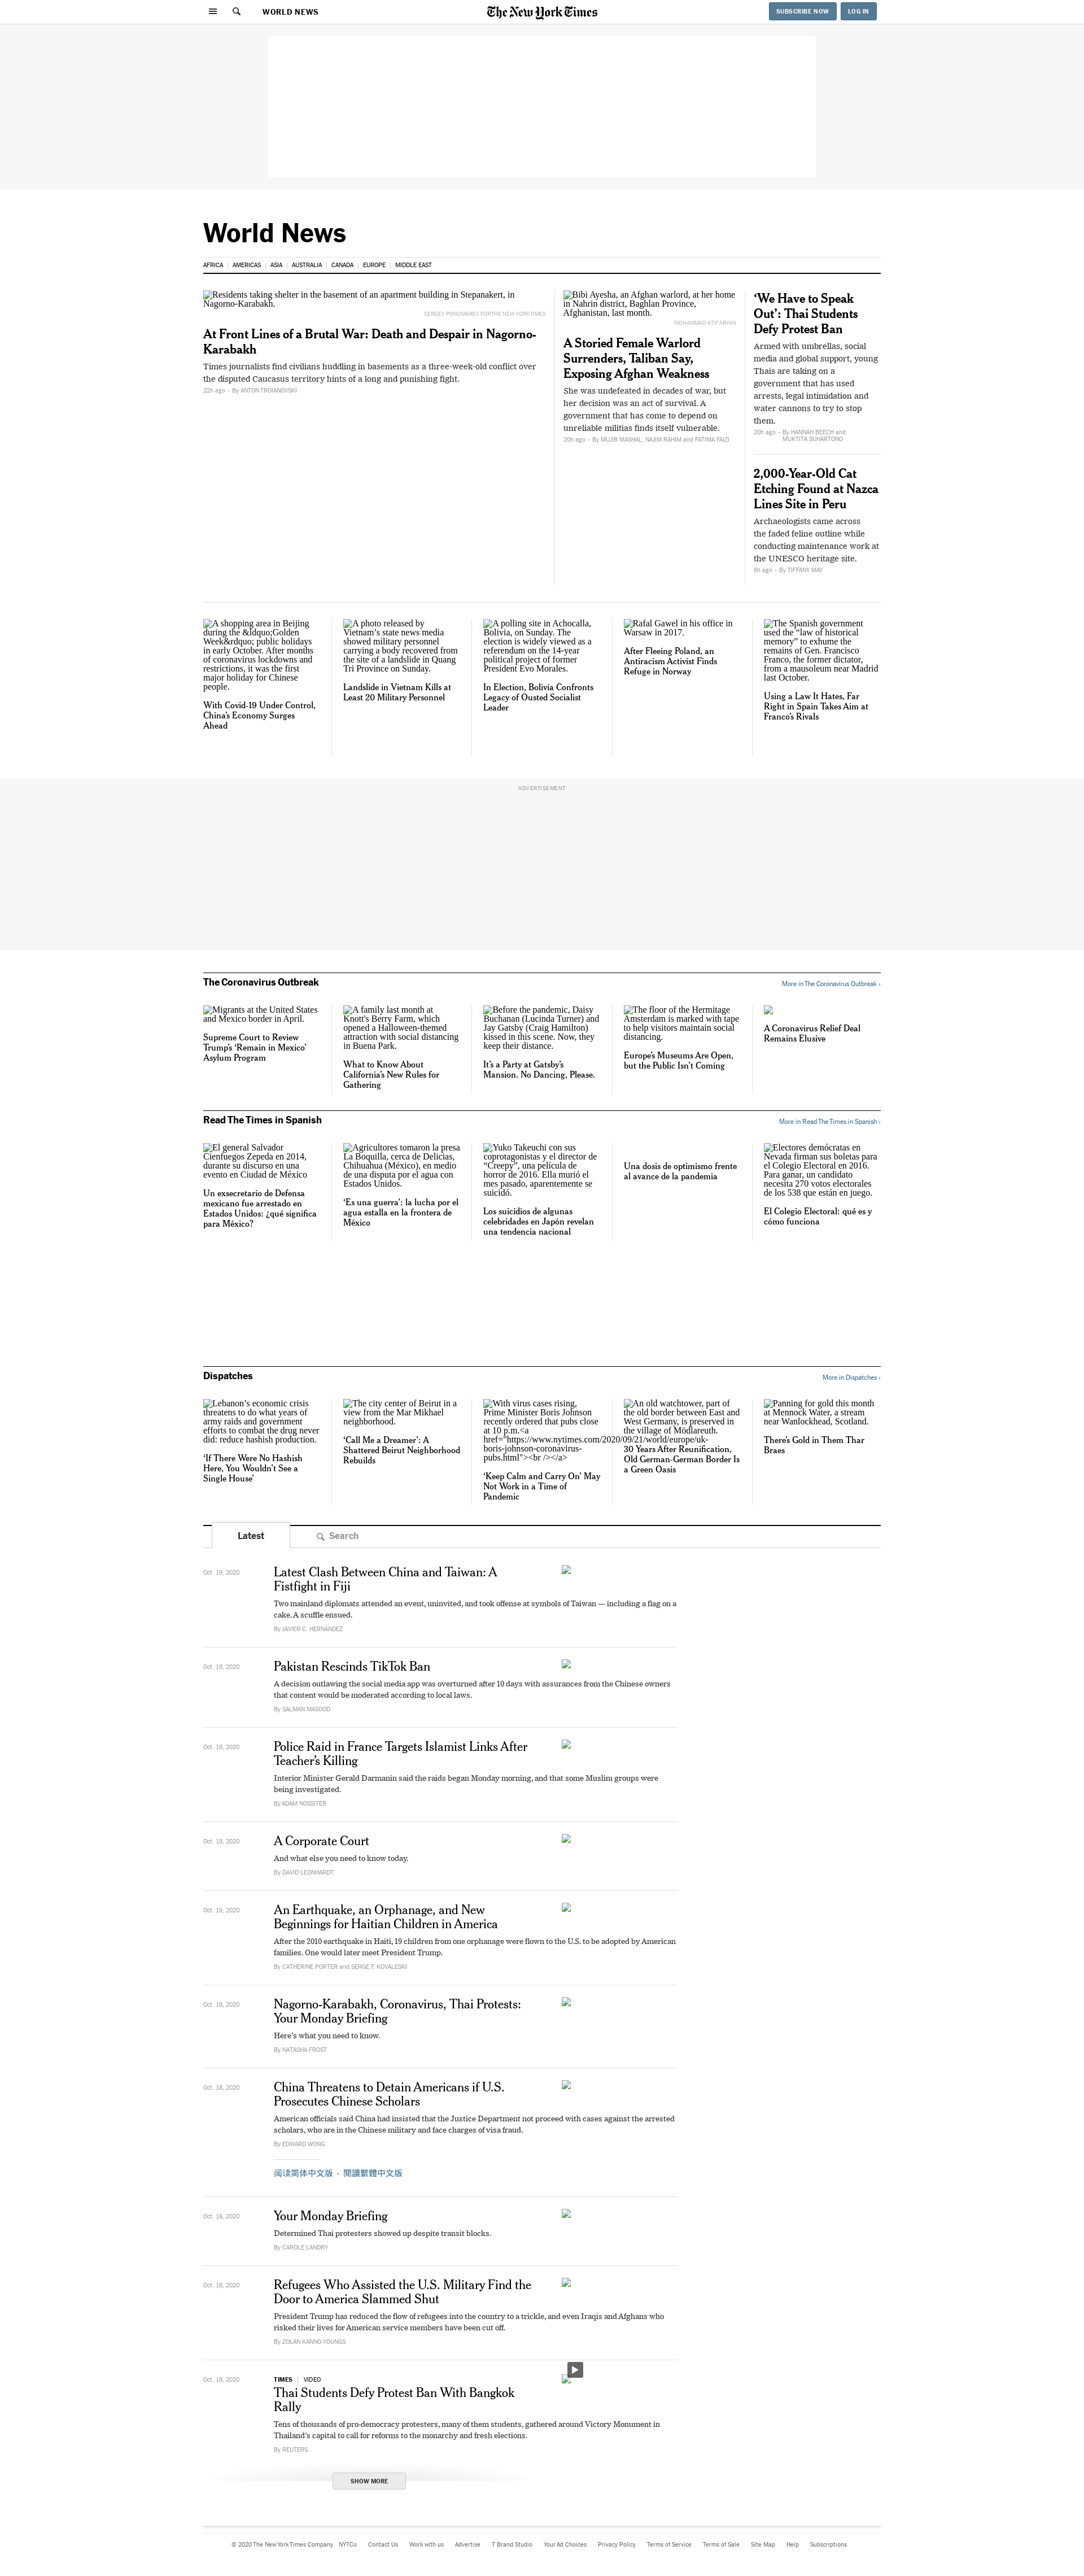 WORLD NEWS
The New York Times
SUBSCRIBE NOW
LOG IN
World News
AFRICA
AMERICAS
ASIA
AUSTRALIA
CANADA
EUROPE
MIDDLE EAST
Residents taking shelter in the basement of an apartment building in Stepanakert, in
Nagorno-Karabakh.
SERGEY PONOMAREV FOR THE NEW YORK TIMES
At Front Lines of a Brutal War: Death and Despair in Nagorno-
Karabakh
Times journalists find civilians huddling in basements as a three-week-old conflict over
the disputed Caucasus territory hints of a long and punishing fight.
22h ago • By ANTON TROIANOVSKI
Bibi Ayesha, an Afghan warlord, at her home
in Nahrin district, Baghlan Province,
Afghanistan, last month.
MOHAMMAD ATIF ARYAN
A Storied Female Warlord
Surrenders, Taliban Say,
Exposing Afghan Weakness
She was undefeated in decades of war, but
her decision was an act of survival. A
government that has come to depend on
unreliable militias finds itself vulnerable.
20h ago • By MUJIB MASHAL, NAJIM RAHIM and FATIMA FAIZI
‘We Have to Speak
Out’: Thai Students
Defy Protest Ban
Armed with umbrellas, social
media and global support, young
Thais are taking on a
government that has used
arrests, legal intimidation and
water cannons to try to stop
them.
20h ago • By HANNAH BEECH and
MUKTITA SUHARTONO
2,000-Year-Old Cat
Etching Found at Nazca
Lines Site in Peru
Archaeologists came across
the faded feline outline while
conducting maintenance work at
the UNESCO heritage site.
6h ago • By TIFFANY MAY
A shopping area in Beijing
during the &ldquo;Golden
Week&rdquo; public holidays
in early October. After months
of coronavirus lockdowns and
restrictions, it was the first
major holiday for Chinese
people.
With Covid-19 Under Control,
China’s Economy Surges
Ahead
A photo released by
Vietnam’s state news media
showed military personnel
carrying a body recovered from
the site of a landslide in Quang
Tri Province on Sunday.
Landslide in Vietnam Kills at
Least 20 Military Personnel
A polling site in Achocalla,
Bolivia, on Sunday. The
election is widely viewed as a
referendum on the 14-year
political project of former
President Evo Morales.
In Election, Bolivia Confronts
Legacy of Ousted Socialist
Leader
Rafal Gawel in his office in
Warsaw in 2017.
After Fleeing Poland, an
Antiracism Activist Finds
Refuge in Norway
The Spanish government
used the “law of historical
memory” to exhume the
remains of Gen. Francisco
Franco, the former dictator,
from a mausoleum near Madrid
last October.
Using a Law It Hates, Far
Right in Spain Takes Aim at
Franco’s Rivals
ADVERTISEMENT
The Coronavirus Outbreak
More in The Coronavirus Outbreak ›
Migrants at the United States
and Mexico border in April.
Supreme Court to Review
Trump’s ‘Remain in Mexico’
Asylum Program
A family last month at
Knott's Berry Farm, which
opened a Halloween-themed
attraction with social distancing
in Buena Park.
What to Know About
California’s New Rules for
Gathering
Before the pandemic, Daisy
Buchanan (Lucinda Turner) and
Jay Gatsby (Craig Hamilton)
kissed in this scene. Now, they
keep their distance.
It’s a Party at Gatsby’s
Mansion. No Dancing, Please.
The floor of the Hermitage
Amsterdam is marked with tape
to help visitors maintain social
distancing.
Europe’s Museums Are Open,
but the Public Isn’t Coming
A Coronavirus Relief Deal
Remains Elusive
Read The Times in Spanish
More in Read The Times in Spanish ›
El general Salvador
Cienfuegos Zepeda en 2014,
durante su discurso en una
evento en Ciudad de México
Un exsecretario de Defensa
mexicano fue arrestado en
Estados Unidos: ¿qué significa
para México?
Agricultores tomaron la presa
La Boquilla, cerca de Delicias,
Chihuahua (México), en medio
de una disputa por el agua con
Estados Unidos.
‘Es una guerra’: la lucha por el
agua estalla en la frontera de
México
Yuko Takeuchi con sus
coprotagonistas y el director de
“Creepy”, una película de
horror de 2016. Ella murió el
mes pasado, aparentemente se
suicidó.
Los suicidios de algunas
celebridades en Japón revelan
una tendencia nacional
Una dosis de optimismo frente
al avance de la pandemia
Electores demócratas en
Nevada firman sus boletas para
el Colegio Electoral en 2016.
Para ganar, un candidato
necesita 270 votos electorales
de los 538 que están en juego.
El Colegio Electoral: qué es y
cómo funciona
Dispatches
More in Dispatches ›
Lebanon’s economic crisis
threatens to do what years of
army raids and government
efforts to combat the drug never
did: reduce hashish production.
‘If There Were No Hashish
Here, You Wouldn’t See a
Single House’
The city center of Beirut in a
view from the Mar Mikhael
neighborhood.
‘Call Me a Dreamer’: A
Shattered Beirut Neighborhood
Rebuilds
With virus cases rising,
Prime Minister Boris Johnson
recently ordered that pubs close
at 10 p.m.<a
href="https://www.nytimes.com/2020/09/21/world/europe/uk-
boris-johnson-coronavirus-
pubs.html"><br /></a>
‘Keep Calm and Carry On’ May
Not Work in a Time of
Pandemic
An old watchtower, part of
the old border between East and
West Germany, is preserved in
the village of Mödlareuth.
30 Years After Reunification,
Old German-German Border Is
a Green Oasis
Panning for gold this month
at Mennock Water, a stream
near Wanlockhead, Scotland.
There’s Gold in Them Thar
Braes
Latest
Search
Oct. 19, 2020
Latest Clash Between China and Taiwan: A
Fistfight in Fiji
Two mainland diplomats attended an event, uninvited, and took offense at symbols of Taiwan — including a flag on a
cake. A scuffle ensued.
By JAVIER C. HERNÁNDEZ
Oct. 19, 2020
Pakistan Rescinds TikTok Ban
A decision outlawing the social media app was overturned after 10 days with assurances from the Chinese owners
that content would be moderated according to local laws.
By SALMAN MASOOD
Oct. 19, 2020
Police Raid in France Targets Islamist Links After
Teacher’s Killing
Interior Minister Gerald Darmanin said the raids began Monday morning, and that some Muslim groups were
being investigated.
By ADAM NOSSITER
Oct. 19, 2020
A Corporate Court
And what else you need to know today.
By DAVID LEONHARDT
Oct. 19, 2020
An Earthquake, an Orphanage, and New
Beginnings for Haitian Children in America
After the 2010 earthquake in Haiti, 19 children from one orphanage were flown to the U.S. to be adopted by American
families. One would later meet President Trump.
By CATHERINE PORTER and SERGE F. KOVALESKI
Oct. 18, 2020
Nagorno-Karabakh, Coronavirus, Thai Protests:
Your Monday Briefing
Here’s what you need to know.
By NATASHA FROST
Oct. 18, 2020
China Threatens to Detain Americans if U.S.
Prosecutes Chinese Scholars
American officials said China had insisted that the Justice Department not proceed with cases against the arrested
scholars, who are in the Chinese military and face charges of visa fraud.
By EDWARD WONG
阅读简体中文版 • 閱讀繁體中文版
Oct. 18, 2020
Your Monday Briefing
Determined Thai protesters showed up despite transit blocks.
By CAROLE LANDRY
Oct. 18, 2020
Refugees Who Assisted the U.S. Military Find the
Door to America Slammed Shut
President Trump has reduced the flow of refugees into the country to a trickle, and even Iraqis and Afghans who
risked their lives for American service members have been cut off.
By ZOLAN KANNO-YOUNGS
Oct. 18, 2020
TIMES | VIDEO
Thai Students Defy Protest Ban With Bangkok
Rally
Tens of thousands of pro-democracy protesters, many of them students, gathered around Victory Monument in
Thailand’s capital to call for reforms to the monarchy and fresh elections.
By REUTERS
SHOW MORE
© 2020 The New York Times Company
NYTCo
Contact Us
Work with us
Advertise
T Brand Studio
Your Ad Choices
Privacy Policy
Terms of Service
Terms of Sale
Site Map
Help
Subscriptions